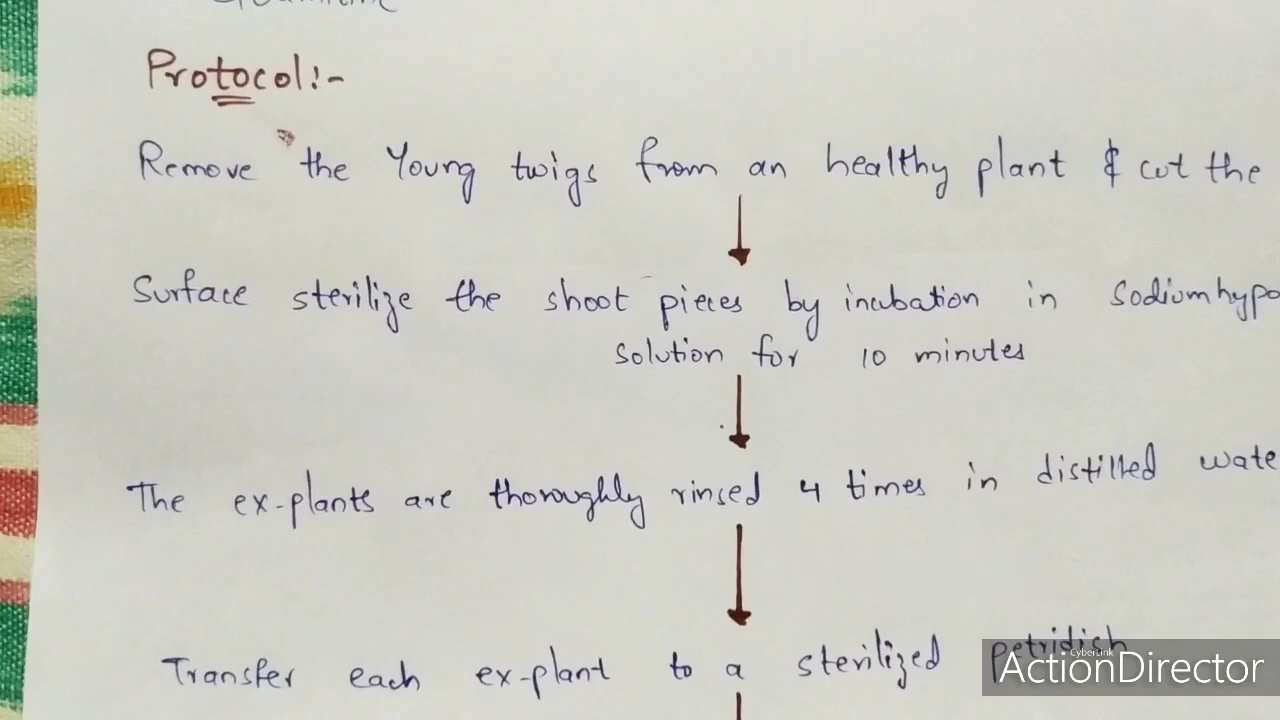 Protocol:-
Remove the Young twigs from an healthy plant & cut the
Surface sterilize the shoot pieces by incubation in Sodiumhypo
solution for 10 minutes
The ex-plants are thoroughly rinsed 4 times in distilled wate
Transfer each ex-plant to a sterilized petridish
CyberLink
ActionDirector